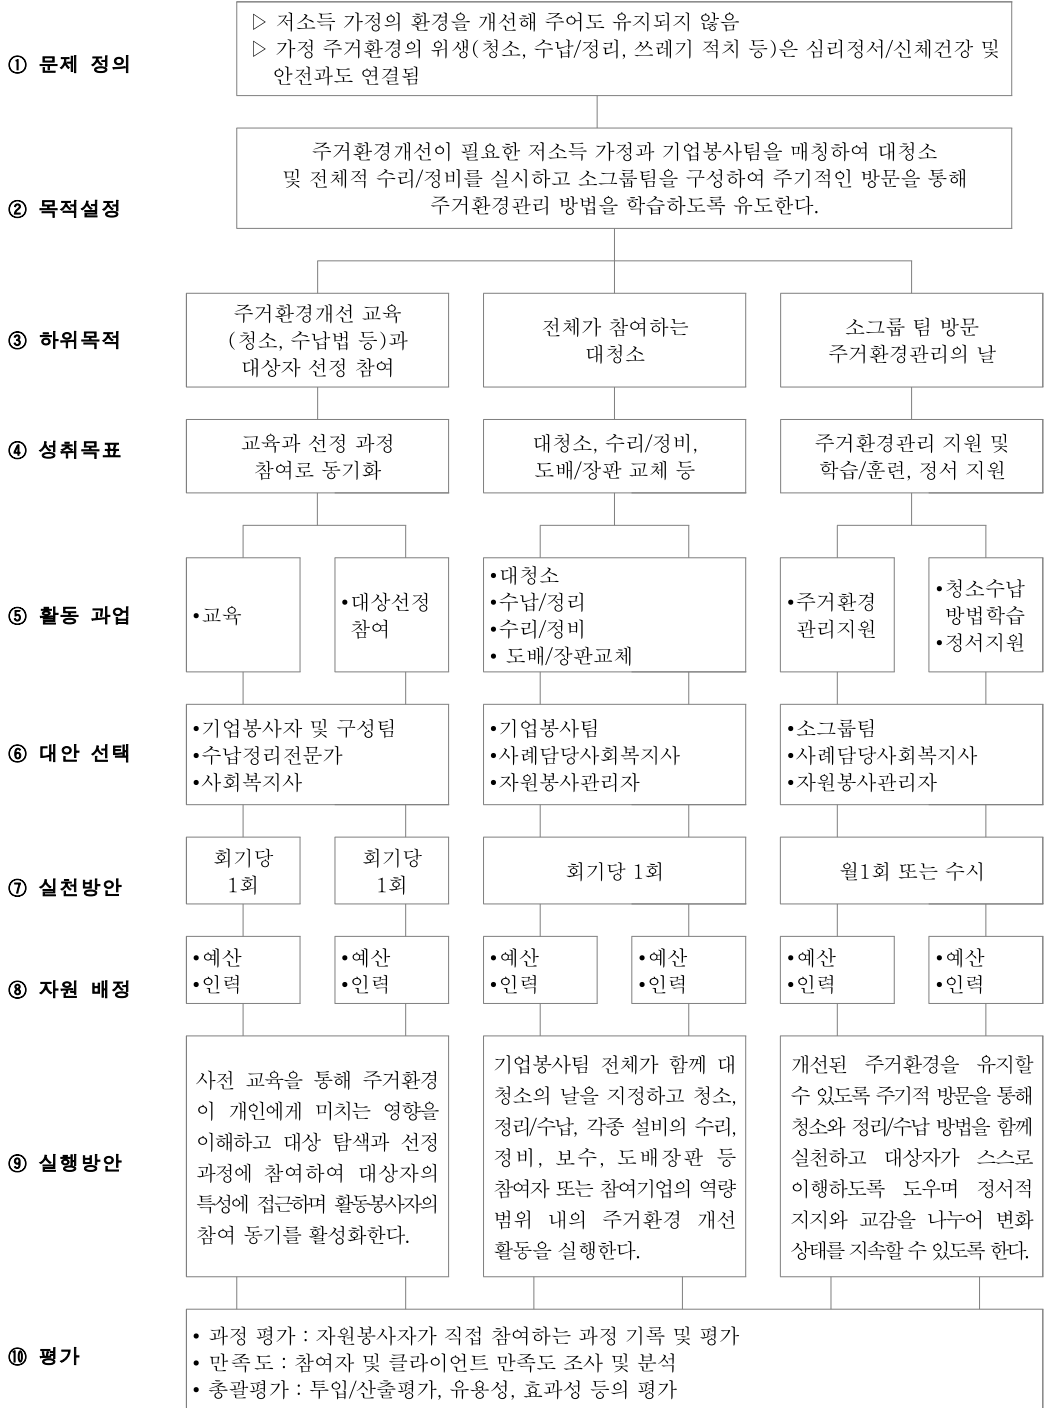 ▷ 저소득 가정의 환경을 개선해 주어도 유지되지 않음
▷ 가정 주거환경의 위생(청소, 수납/정리, 쓰레기 적치 등)은 심리정서/신체건강 및
안전과도 연결됨
① 문제 정의
주거환경개선이 필요한 저소득 가정과 기업봉사팀을 매칭하여 대청소
및 전체적 수리/정비를 실시하고 소그룹팀을 구성하여 주기적인 방문을 통해
주거환경관리 방법을 학습하도록 유도한다.
② 목적설정
③ 하위목적
주거환경개선 교육
(청소, 수납법 등)과
대상자 선정 참여
전체가 참여하는
대청소
소그룹 팀 방문
주거환경관리의 날
④ 성취목표
교육과 선정 과정
참여로 동기화
대청소, 수리/정비,
도배/장판 교체 등
주거환경관리 지원 및
학습/훈련, 정서 지원
⑤ 활동 과업
•교육
•대상선정
참여
•대청소
•수납/정리
•수리/정비
• 도배/장판교체
•주거환경
관리지원
•청소수납
방법학습
•정서지원
⑥ 대안 선택
•기업봉사자 및 구성팀
•수납정리전문가
•사회복지사
•기업봉사팀
•사례담당사회복지사
•자원봉사관리자
•소그룹팀
•사례담당사회복지사
•자원봉사관리자
⑦ 실천방안
회기당
1회
회기당
1회
회기당 1회
월1회 또는 수시
⑧ 자원 배정
•예산
•인력
•예산
•인력
•예산
•인력
•예산
•인력
•예산
•인력
•예산
•인력
⑨ 실행방안
사전 교육을 통해 주거환경
이 개인에게 미치는 영향을
이해하고 대상 탐색과 선정
과정에 참여하여 대상자의
특성에 접근하며 활동봉사자의
참여 동기를 활성화한다.
기업봉사팀 전체가 함께 대
청소의 날을 지정하고 청소,
정리/수납, 각종 설비의 수리,
정비, 보수, 도배장판 등
참여자 또는 참여기업의 역량
범위 내의 주거환경 개선
활동을 실행한다.
개선된 주거환경을 유지할
수 있도록 주기적 방문을 통해
청소와 정리/수납 방법을 함께
실천하고 대상자가 스스로
이행하도록 도우며 정서적
지지와 교감을 나누어 변화
상태를 지속할 수 있도록 한다.
⑩ 평가
• 과정 평가 : 자원봉사자가 직접 참여하는 과정 기록 및 평가
• 만족도 : 참여자 및 클라이언트 만족도 조사 및 분석
• 총괄평가 : 투입/산출평가, 유용성, 효과성 등의 평가